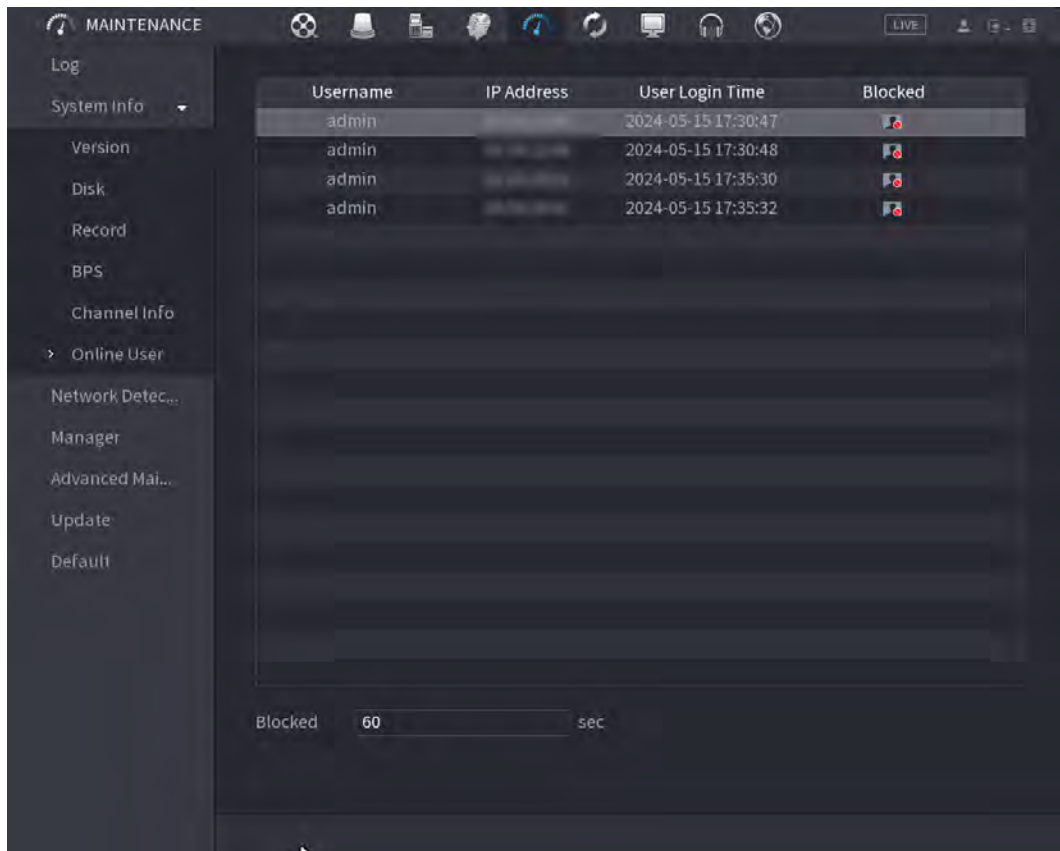 MAINTENANCE
LIVE
Log
System Info
Version
Disk
Record
BPS
Channel Info
Online User
Network Detec...
Manager
Advanced Mai...
Update
Default
Username IP Address User Login Time Blocked
admin 2024-05-15 17:30:47
admin 2024-05-15 17:30:48
admin 2024-05-15 17:35:30
admin 2024-05-15 17:35:32
Blocked 60 sec